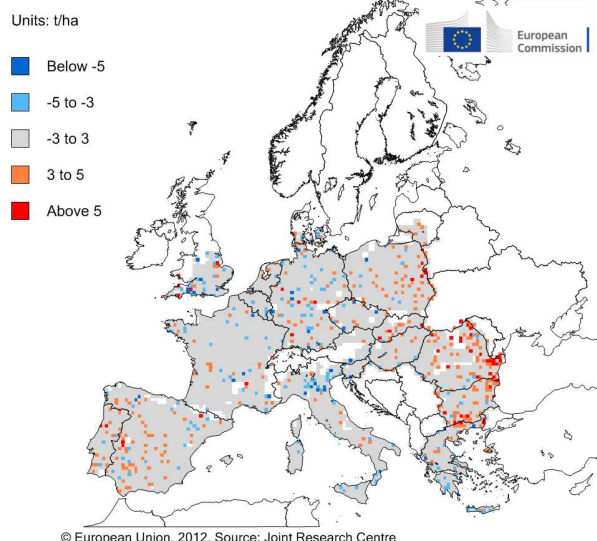 Units: t/ha
European
Commission
Below -5
-5 to -3
-3 to 3
3 to 5
Above 5
© European Union, 2012. Source: Joint Research Centre